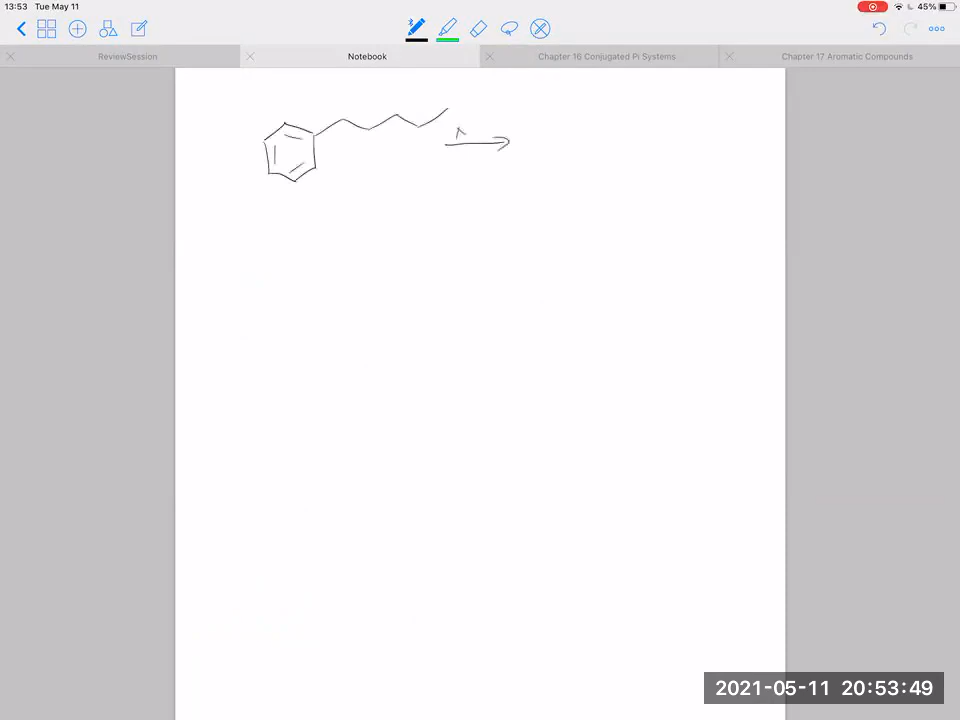 13:53 Tue May 11
45%
ReviewSession
Notebook
Chapter 16 Conjugated Pi Systems
Chapter 17 Aromatic Compounds
2021-05-11 20:53:49